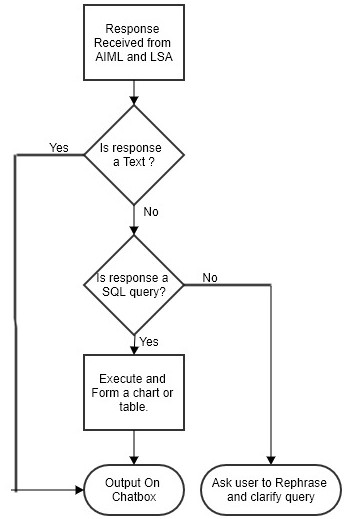 Response
Received from
AIML and LSA
Is response
a Text ?
Yes
No
Is response a
SQL query?
No
Yes
Execute and
Form a chart or
table.
Output On
Chatbox
Ask user to Rephrase
and clarify query